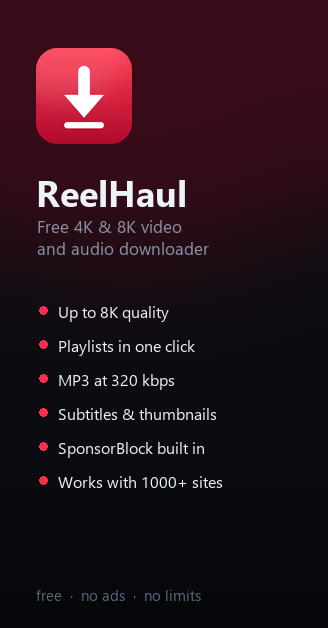 ReelHaul
Free 4K & 8K video
and audio downloader
Up to 8K quality
Playlists in one click
MP3 at 320 kbps
Subtitles & thumbnails
SponsorBlock built in
Works with 1000+ sites
free · no ads · no limits